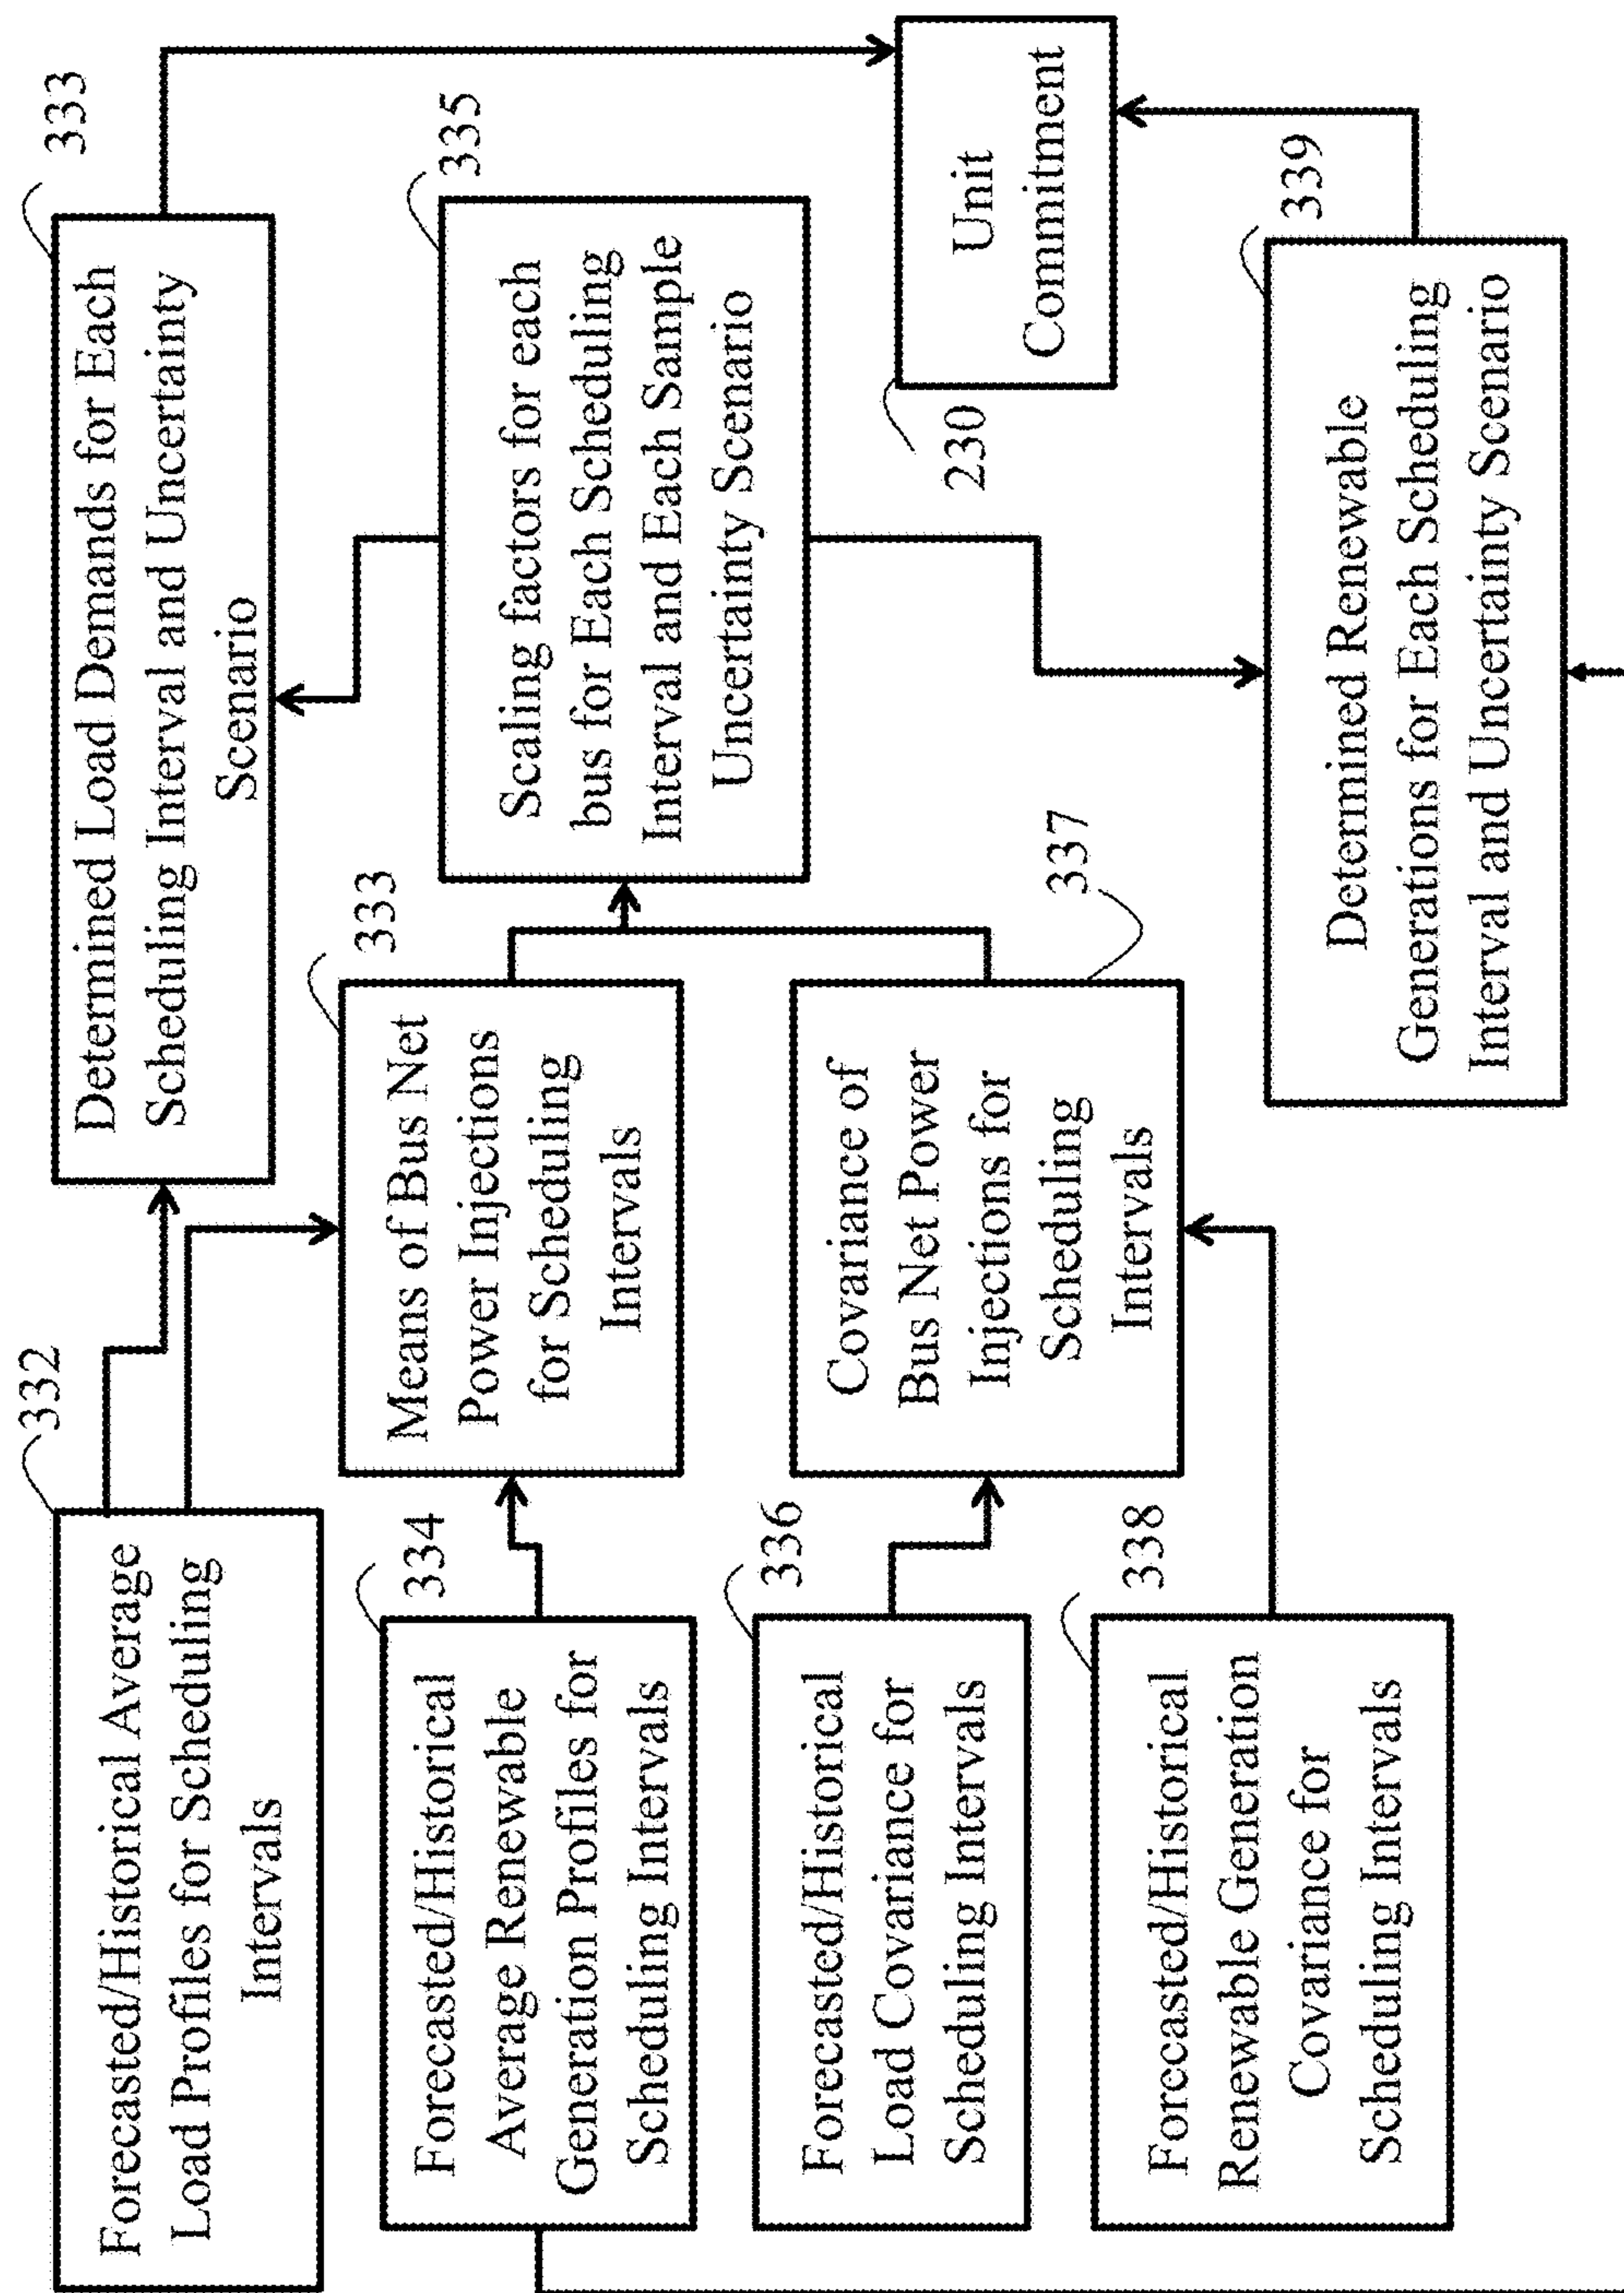 332
Forecasted/Historical Average
Load Profiles for Scheduling
Intervals
333
Determined Load Demands for Each
Scheduling Interval and Uncertainty
Scenario
334
Forecasted/Historical
Average Renewable
Generation Profiles for
Scheduling Intervals
333
Means of Bus Net
Power Injections
for Scheduling
Intervals
335
Scaling factors for each
bus for Each Scheduling
Interval and Each Sample
Uncertainty Scenario
336
Forecasted/Historical
Load Covariance for
Scheduling Intervals
337
Covariance of
Bus Net Power
Injections for
Scheduling
Intervals
230
Unit
Commitment
338
Forecasted/Historical
Renewable Generation
Covariance for
Scheduling Intervals
339
Determined Renewable
Generations for Each Scheduling
Interval and Uncertainty Scenario